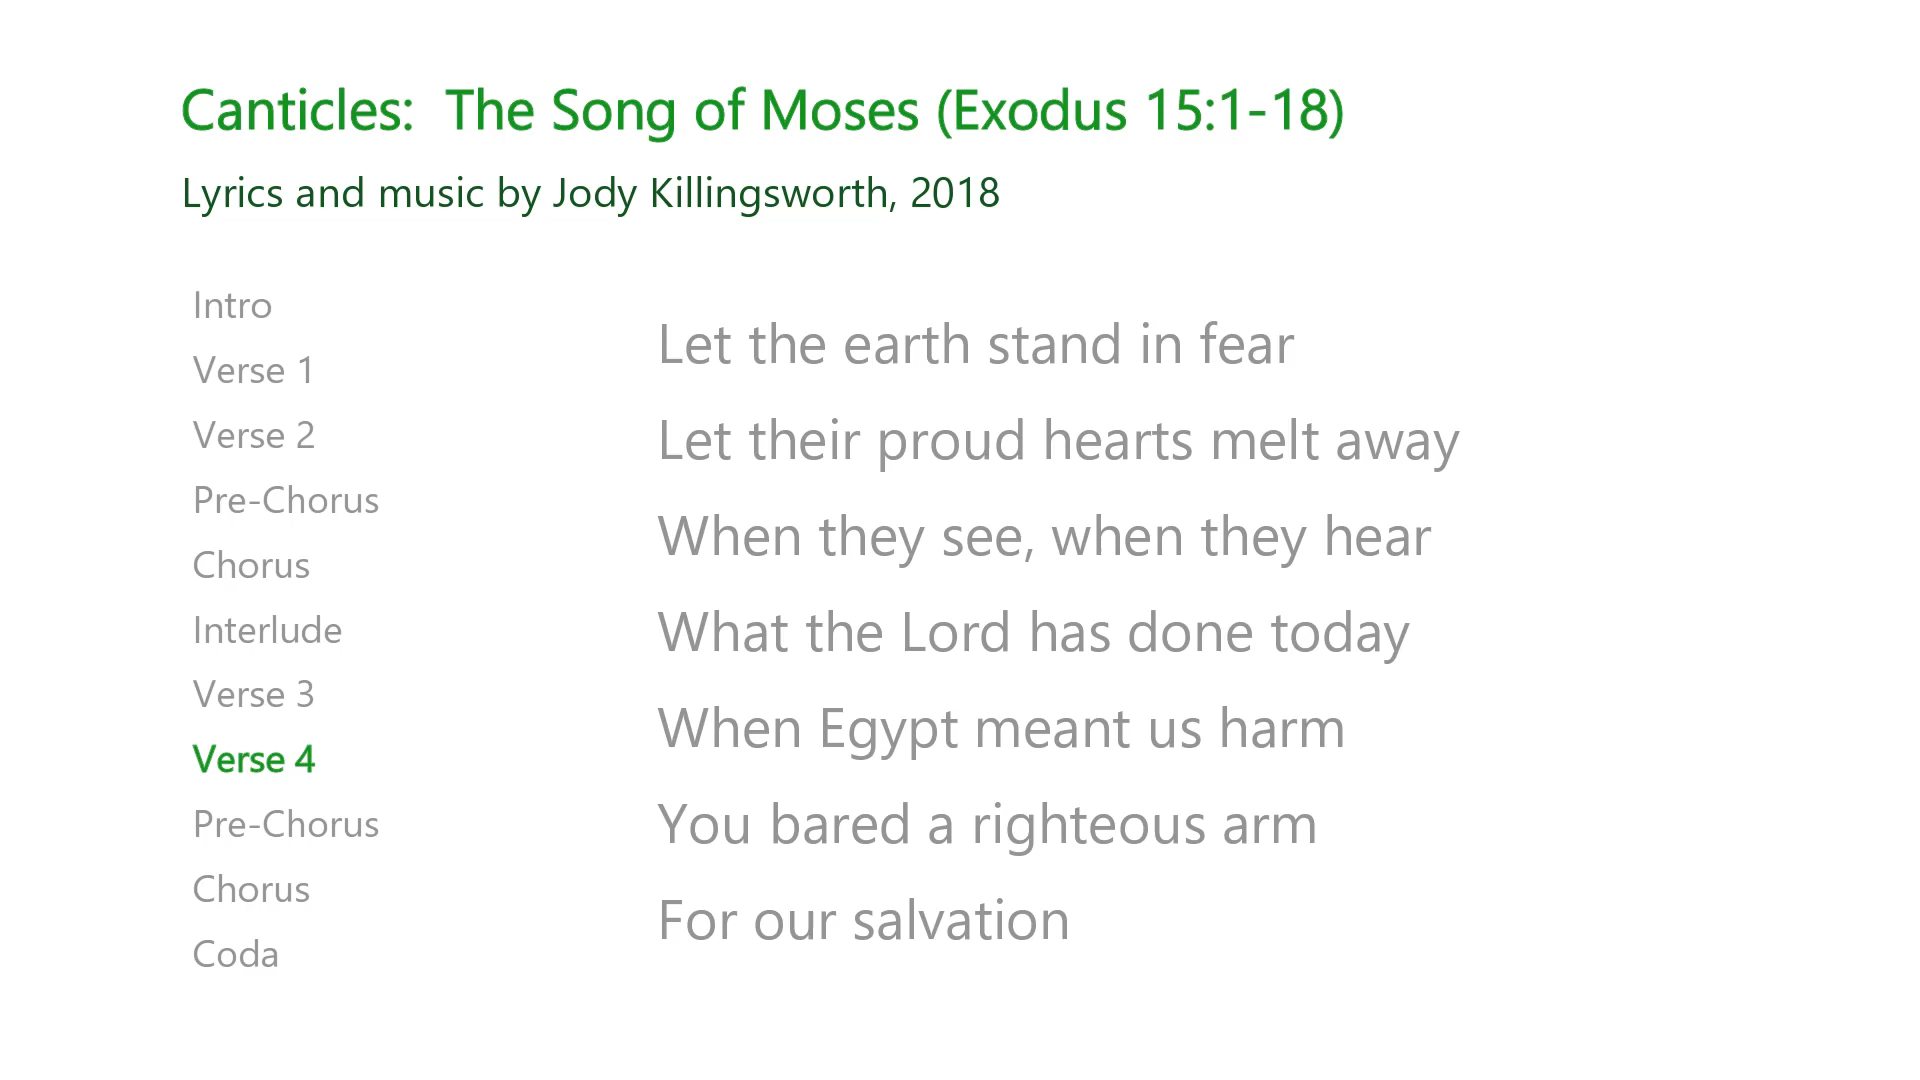 Canticles:  The Song of Moses (Exodus 15:1-18)
Lyrics and music by Jody Killingsworth, 2018
Intro
Verse 1
Verse 2
Pre-Chorus
Chorus
Interlude
Verse 3
Verse 4
Pre-Chorus
Chorus
Coda
Let the earth stand in fear
Let their proud hearts melt away
When they see, when they hear
What the Lord has done today
When Egypt meant us harm
You bared a righteous arm
For our salvation